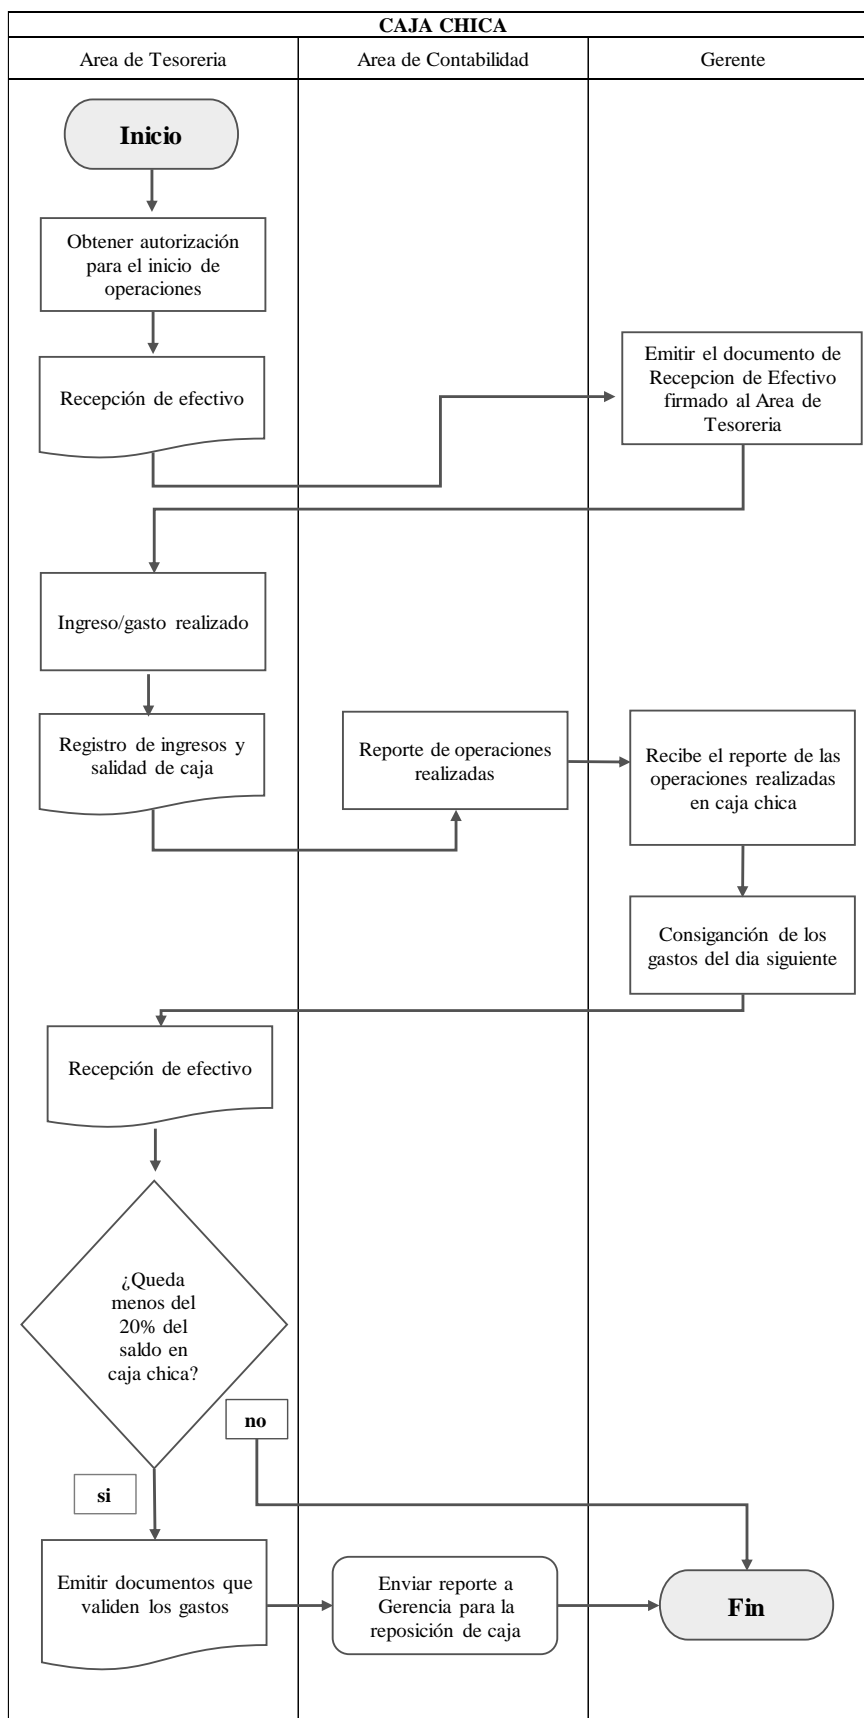 CAJA CHICA
Area de Tesoreria
Area de Contabilidad
Gerente
Inicio
Obtener autorización
para el inicio de
operaciones
Recepción de efectivo
Emitir el documento de
Recepcion de Efectivo
firmado al Area de
Tesoreria
Ingreso/gasto realizado
Registro de ingresos y
salidad de caja
Reporte de operaciones
realizadas
Recibe el reporte de las
operaciones realizadas
en caja chica
Consigancíón de los
gastos del dia siguiente
Recepción de efectivo
¿Queda
menos del
20% del
saldo en
caja chica?
no
si
Emitir documentos que
validen los gastos
Enviar reporte a
Gerencia para la
reposición de caja
Fin